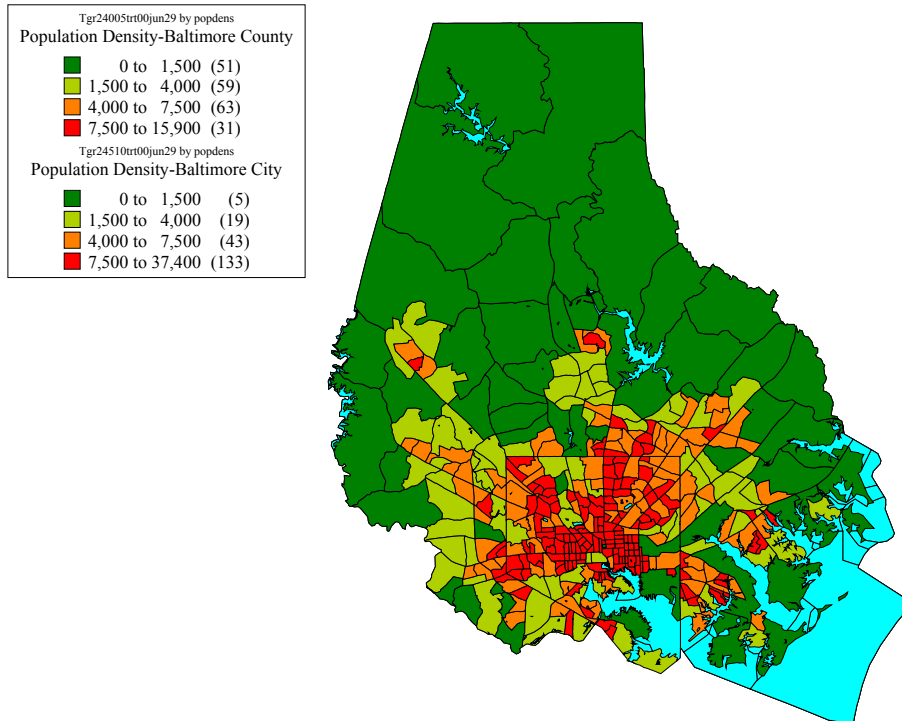 Tgr24005trt00jun29 by popdens
Population Density-Baltimore County
0 to 1,500 (51)
1,500 to 4,000 (59)
4,000 to 7,500 (63)
7,500 to 15,900 (31)
Tgr24510trt00jun29 by popdens
Population Density-Baltimore City
0 to 1,500 (5)
1,500 to 4,000 (19)
4,000 to 7,500 (43)
7,500 to 37,400 (133)